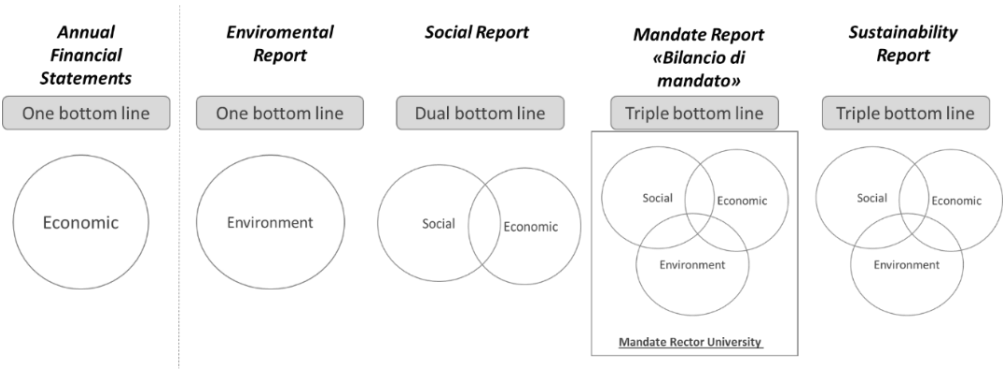 Annual
Financial
Statements
One bottom line
Economic
Enviromental
Report
One bottom line
Environment
Social Report
Dual bottom line
Social
Economic
Mandate Report
«Bilancio di
mandato»
Triple bottom line
Social
Economic
Environment
Mandate Rector University
Sustainability
Report
Triple bottom line
Social
Economic
Environment